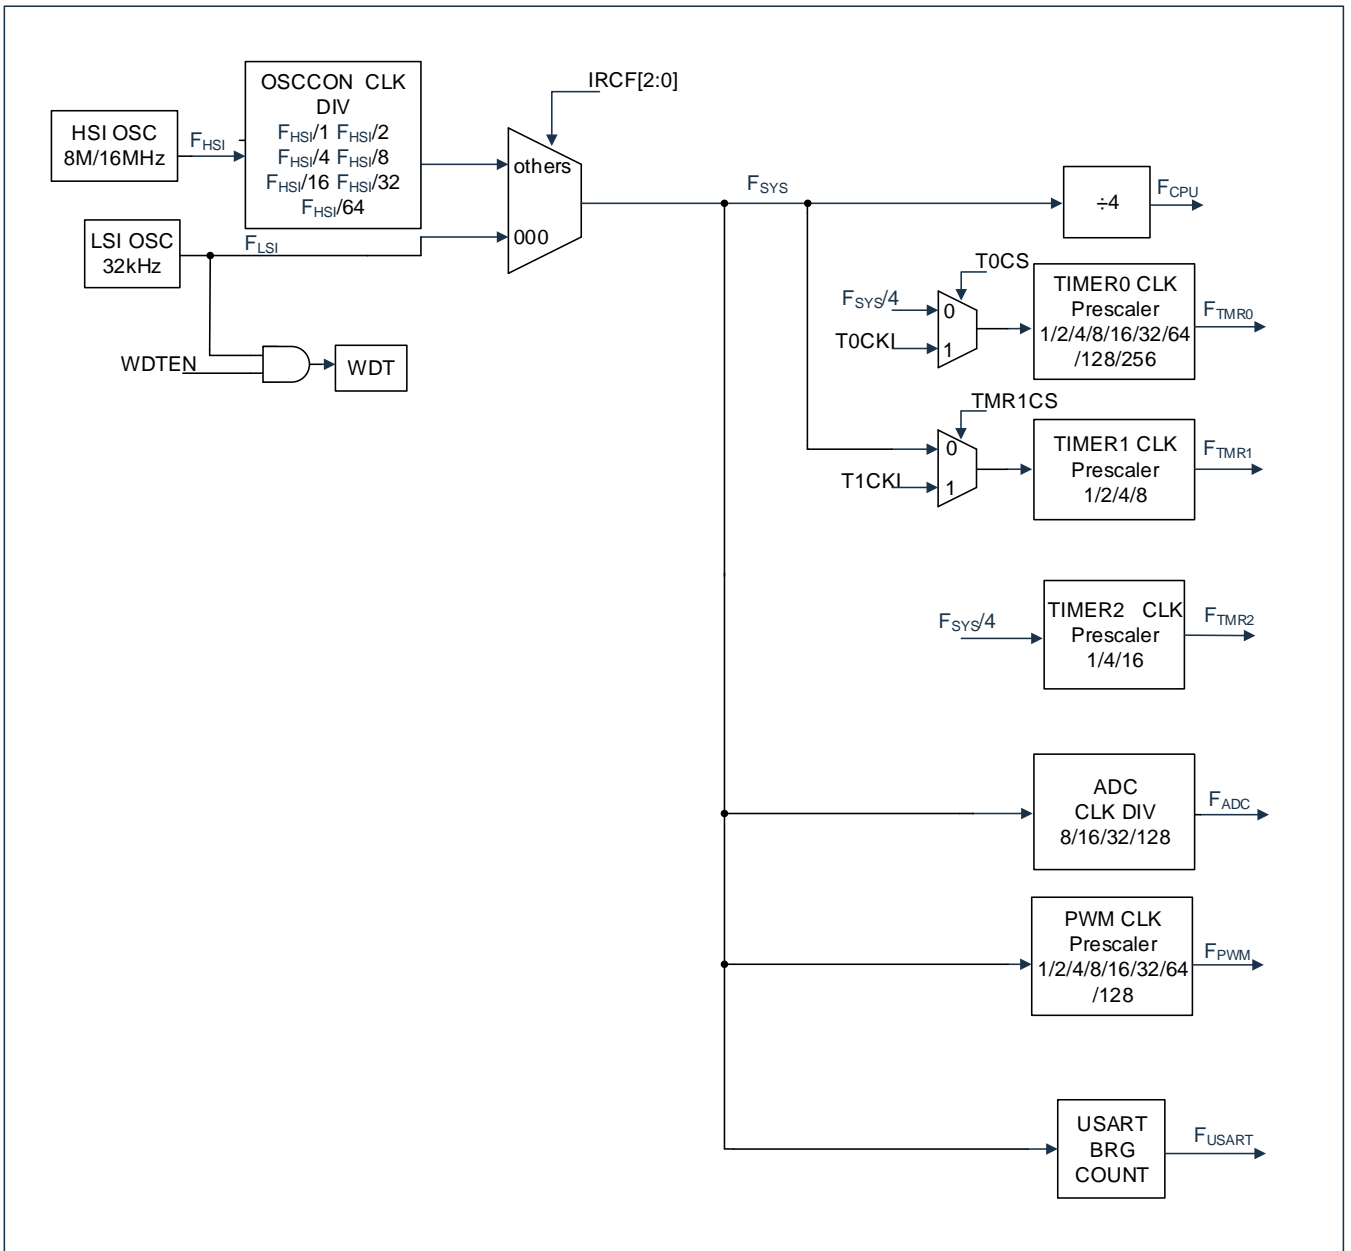 IRCF[2:0]
OSCCON CLK
DIV
FHSI/1 FHSI/2
FHSI/4 FHSI/8
FHSI/16 FHSI/32
FHSI/64
HSI OSC
8M/16MHz
FHSI
others
000
LSI OSC
32kHz
FLSI
WDTEN
WDT
FSYS
÷4
FCPU
T0CS
FSYS/4
0
T0CKI
1
TIMER0 CLK
Prescaler
1/2/4/8/16/32/64
/128/256
FTMR0
TMR1CS
0
T1CKI
1
TIMER1 CLK
Prescaler
1/2/4/8
FTMR1
FSYS/4
TIMER2 CLK
Prescaler
1/4/16
FTMR2
ADC
CLK DIV
8/16/32/128
FADC
PWM CLK
Prescaler
1/2/4/8/16/32/64
/128
FPWM
USART
BRG
COUNT
FUSART